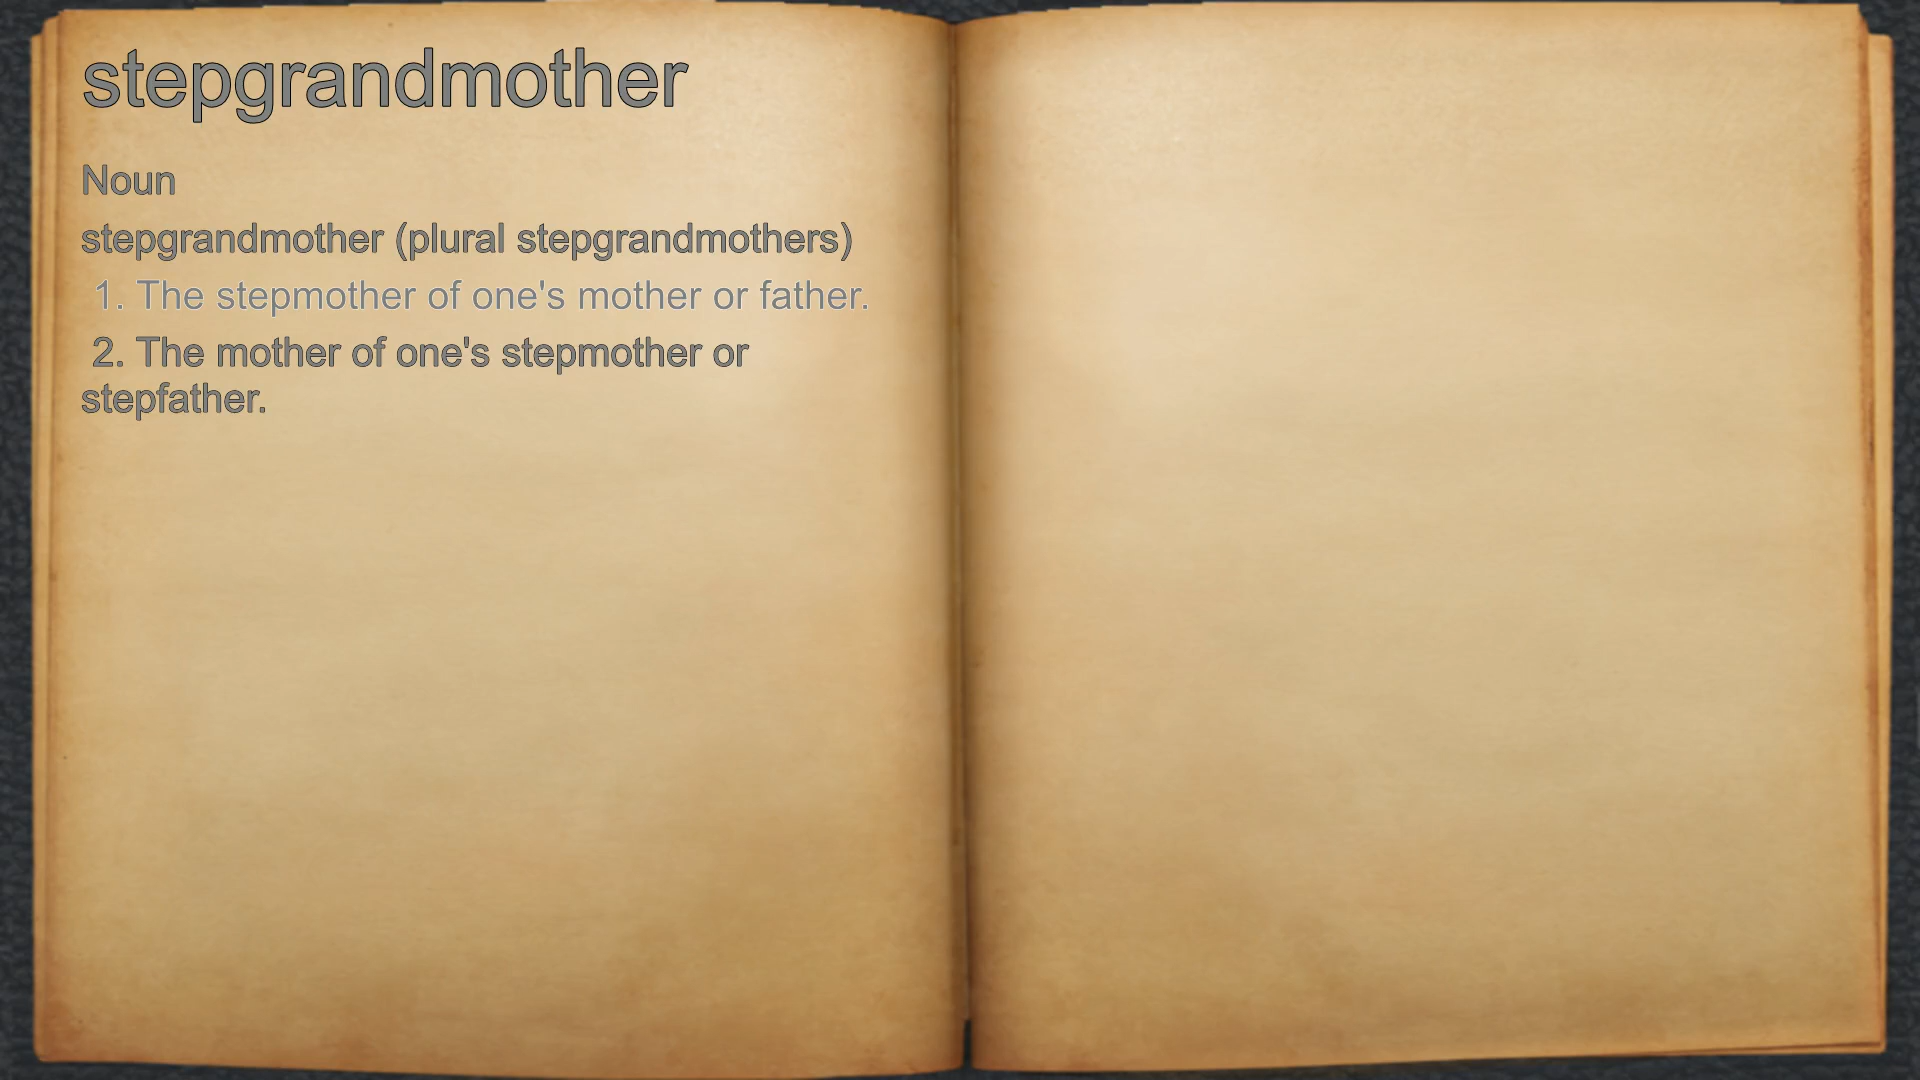 stepgrandmother
Noun
stepgrandmother (plural stepgrandmothers)
1. The stepmother of one's mother or father.
2. The mother of one's stepmother or
stepfather.